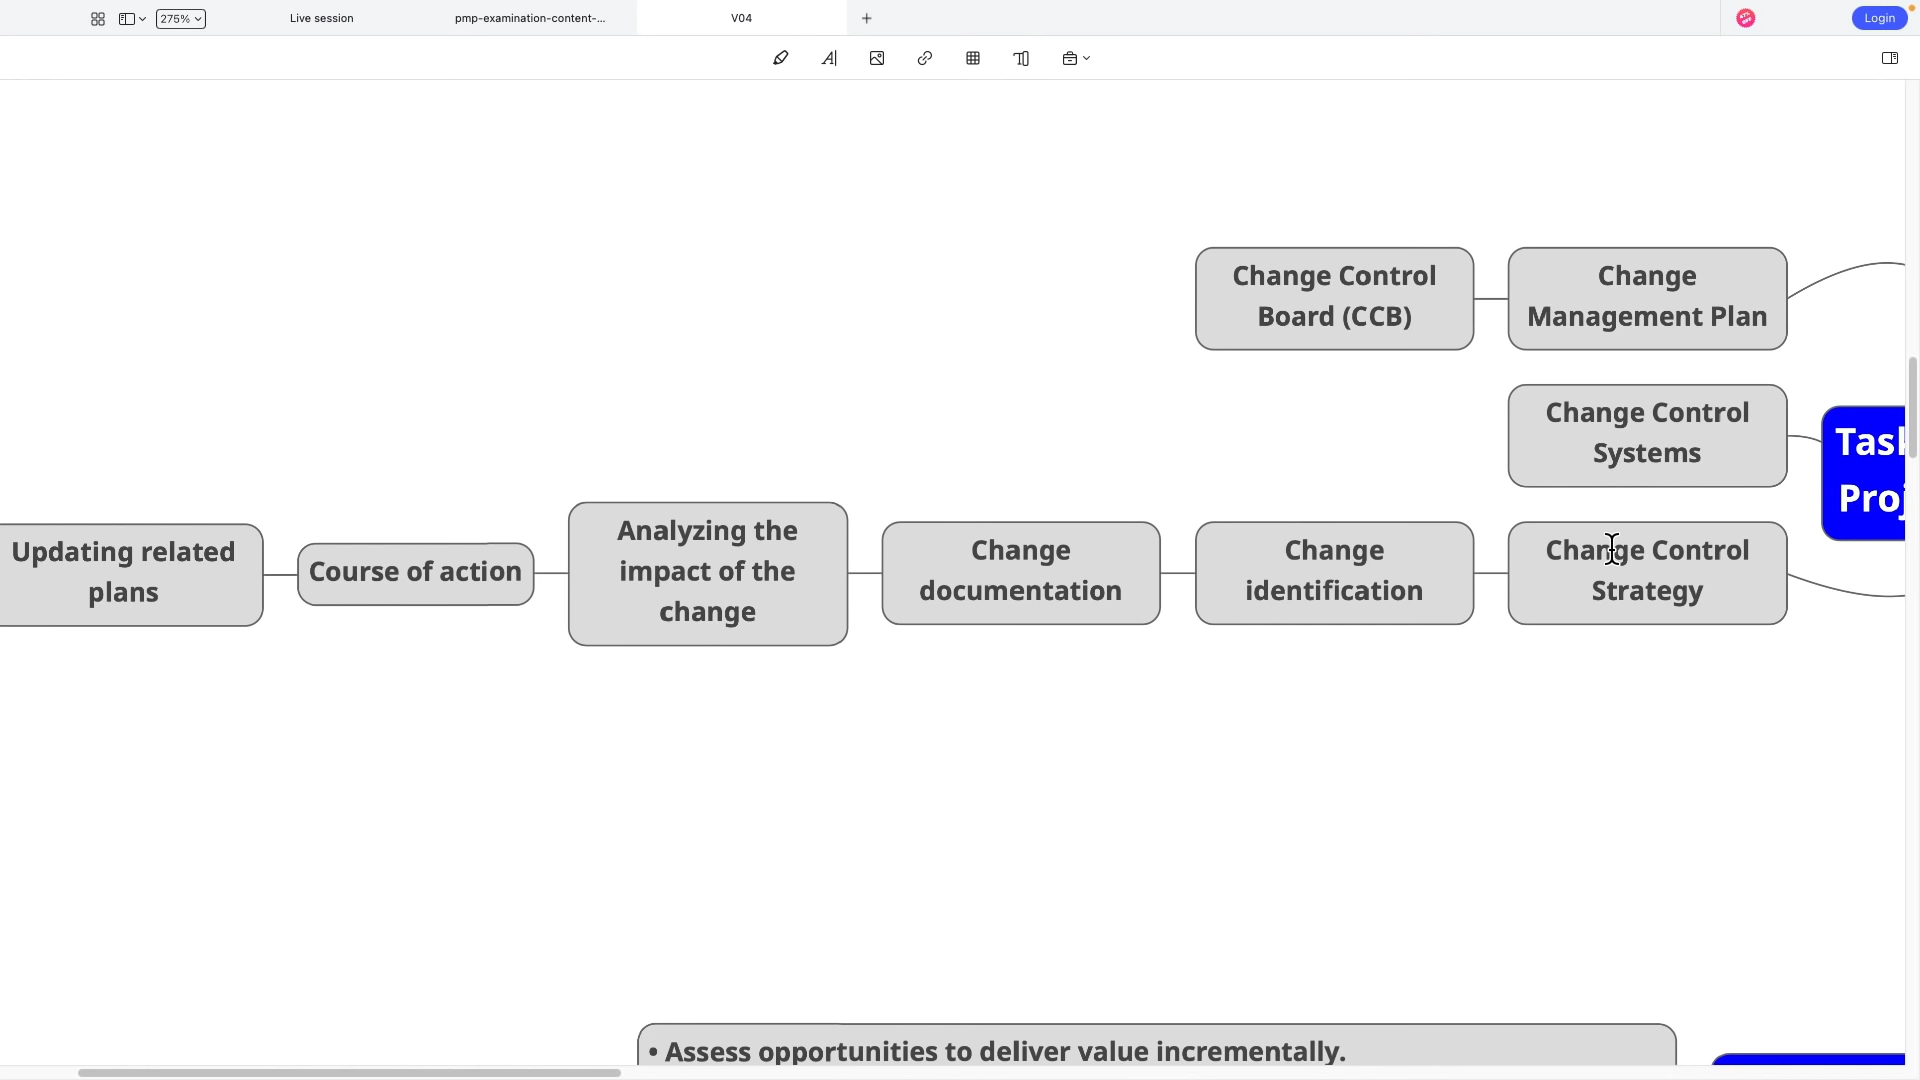 275%
Live session
pmp-examination-content-...
V04
Login
Change Control
Board (CCB)
Change
Management Plan
Change Control
Systems
Updating related
plans
Course of action
Analyzing the
impact of the
change
Change
documentation
Change
identification
Change Control
Strategy
• Assess opportunities to deliver value incrementally.